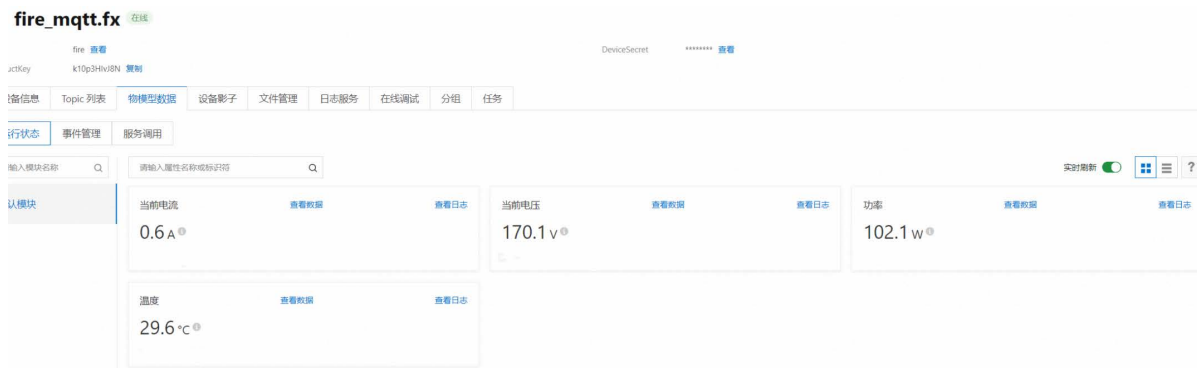 fire_mqtt.fx 在线
fire 查看 DeviceSecret ******** 查看
uctKey k10p3HIvJ8N 复制
设备信息 Topic 列表 物模型数据 设备影子 文件管理 日志服务 在线调试 分组 任务
运行状态 事件管理 服务调用
输入模块名称 请输入属性名称或标识符 实时刷新 ?
认模块 当前电流 查看数据 查看日志 当前电压 查看数据 查看日志 功率 查看数据 查看日志
0.6 A 170.1 V 102.1 W
温度 查看数据 查看日志
29.6 °C